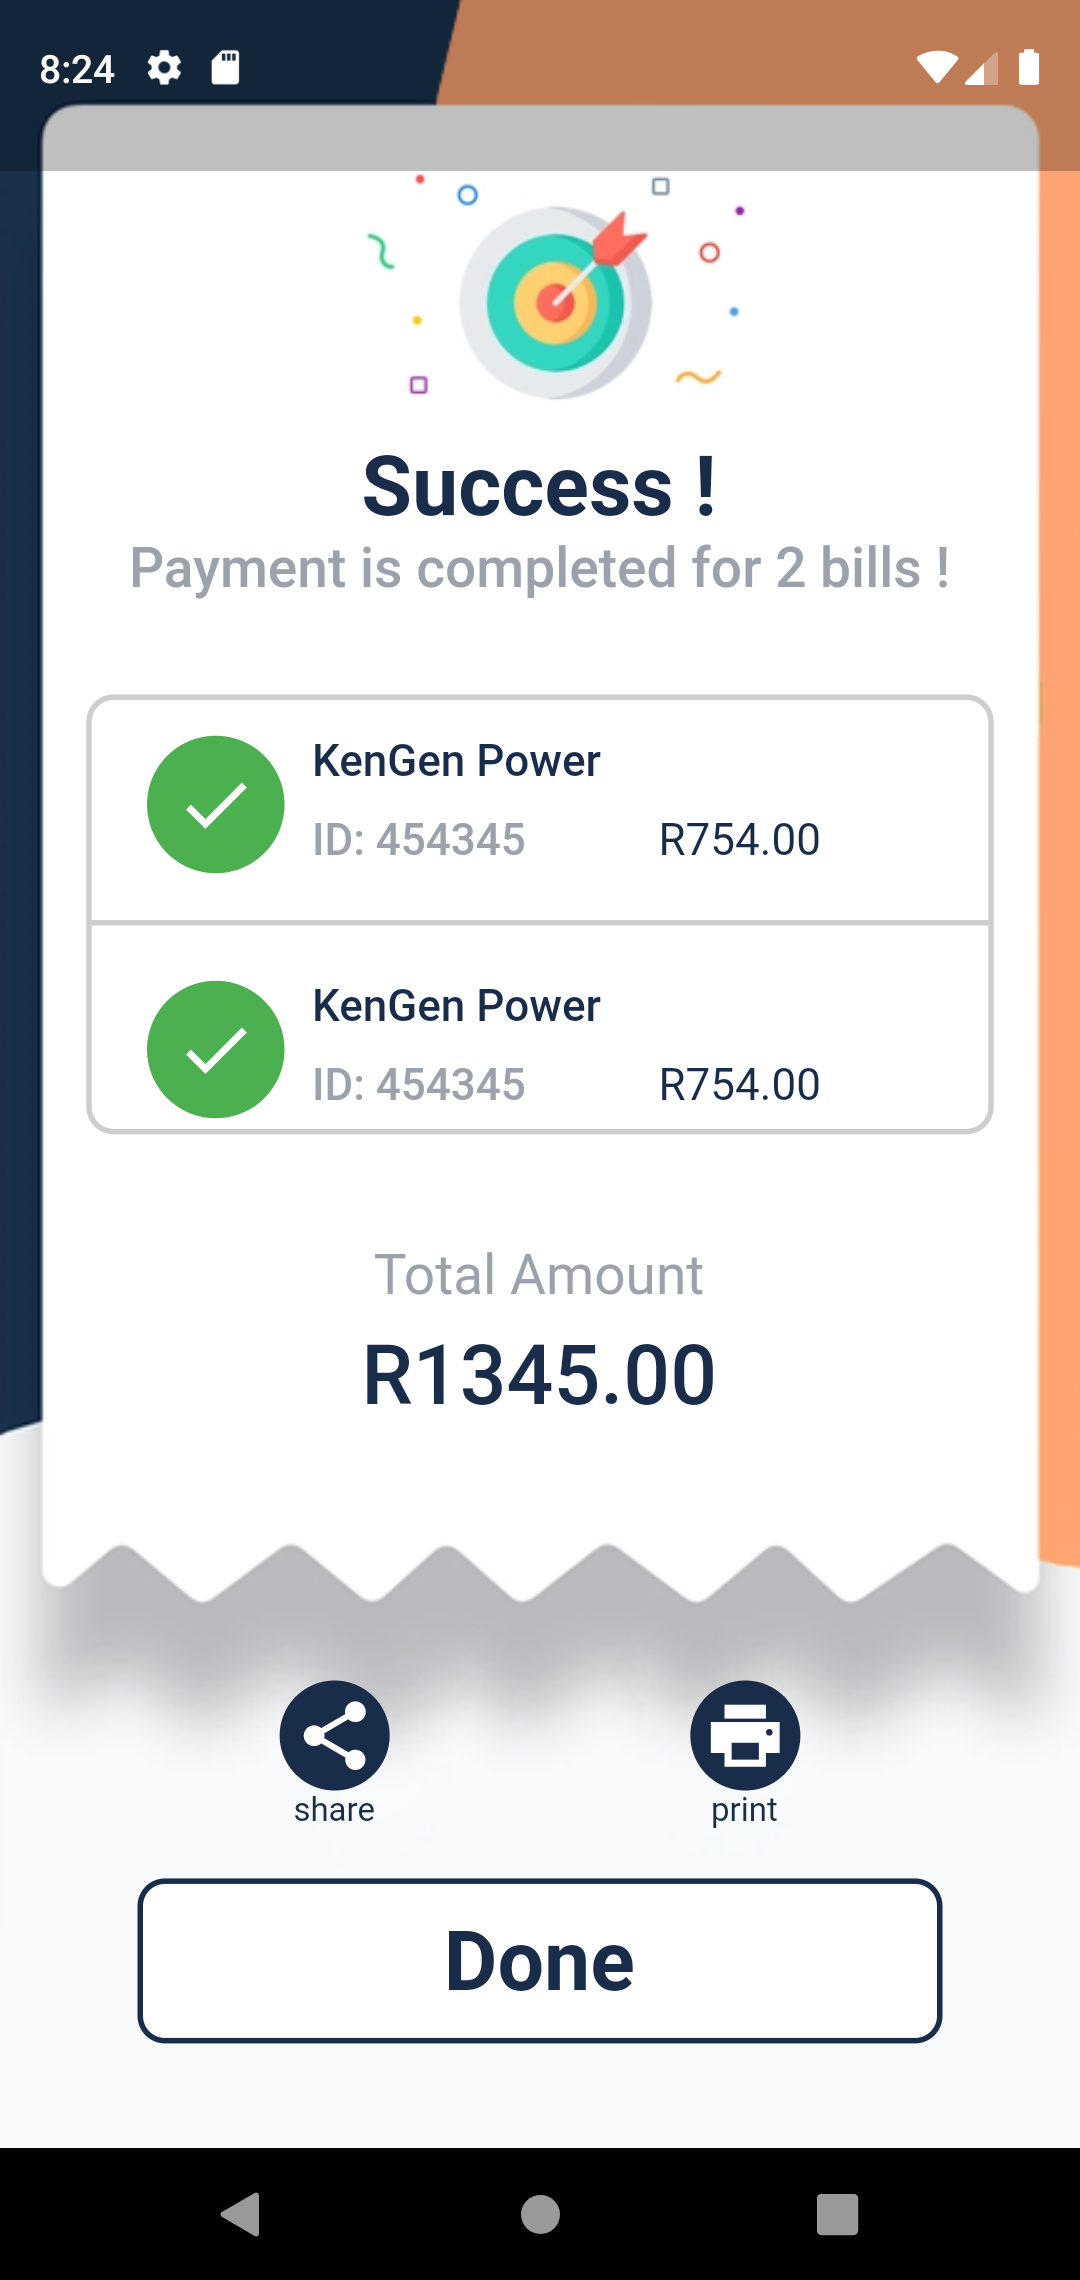 8:24
Success !
Payment is completed for 2 bills !
KenGen Power
ID: 454345 R754.00
KenGen Power
ID: 454345 R754.00
Total Amount
R1345.00
share print
Done